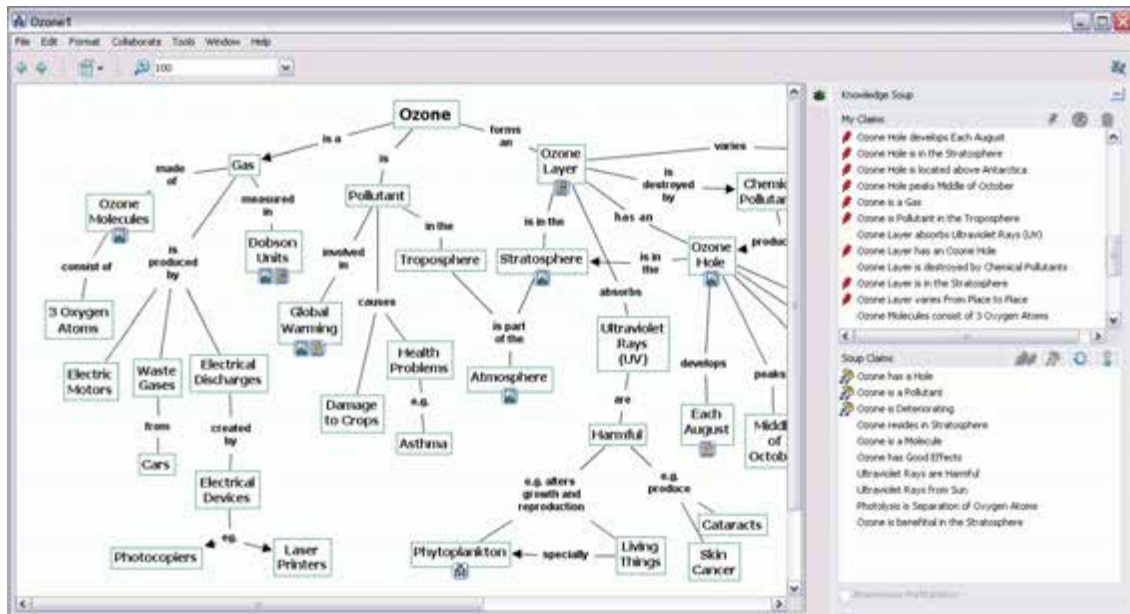 Ozone1
File Edit Format Collaborate Tools Window Help
100
Ozone
is a
is
forms
an
Gas
Pollutant
Ozone
Layer
varies
made
of
measured
in
is
destroyed
by
Chemic
Pollutant
Ozone
Molecules
is
produced
by
Dobson
Units
involved
in
in the
is in the
has an
produc
consist of
Troposphere
Stratosphere
is in
the
Ozone
Hole
3 Oxygen
Atoms
Global
Warming
causes
is part
of the
absorbs
Electric
Motors
Waste
Gases
Electrical
Discharges
Health
Problems
Atmosphere
Ultraviolet
Rays
(UV)
develops
peaks
Damage
to Crops
e.g.
are
from
created
by
Asthma
Harmful
Each
August
Middl
of
Octob
Cars
Electrical
Devices
e.g. alters
growth and
reproduction
e.g.
produce
eg.
Cataracts
Photocopiers
Laser
Printers
Phytoplankton
specially
Living
Things
Skin
Cancer
Knowledge Soup
My Claims
Ozone Hole develops Each August
Ozone Hole is in the Stratosphere
Ozone Hole is located above Antarctica
Ozone Hole peaks Middle of October
Ozone is a Gas
Ozone is Pollutant in the Troposphere
Ozone Layer absorbs Ultraviolet Rays (UV)
Ozone Layer has an Ozone Hole
Ozone Layer is destroyed by Chemical Pollutants
Ozone Layer is in the Stratosphere
Ozone Layer varies From Place to Place
Ozone Molecules consist of 3 Oxygen Atoms
Soup Claims
Ozone has a Hole
Ozone is a Pollutant
Ozone is Deteriorating
Ozone resides in Stratosphere
Ozone is a Molecule
Ozone has Good Effects
Ultraviolet Rays are Harmful
Ultraviolet Rays from Sun
Photolysis is Separation of Oxygen Atoms
Ozone is benefitial in the Stratosphere